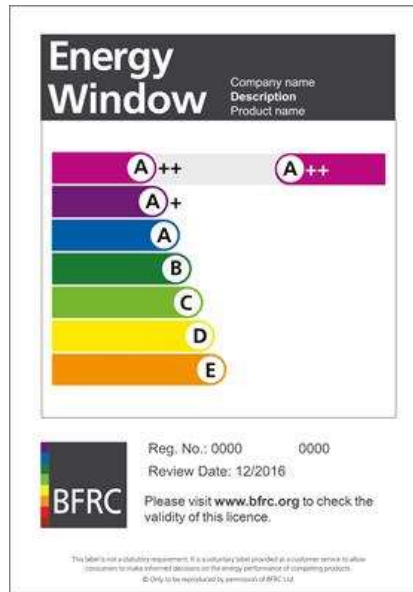 Energy
Window
Company name
Description
Product name
A++ A++
A+
A
B
C
D
E
Reg. No.: 0000 0000
Review Date: 12/2016
BFRC
Please visit www.bfrc.org to check the
validity of this licence.
This label is not a statutory requirement. It is a voluntary label provided as a customer service to allow
consumers to make informed decisions on the energy performance of competing products.
© Only to be reproduced by permission of BFRC Ltd